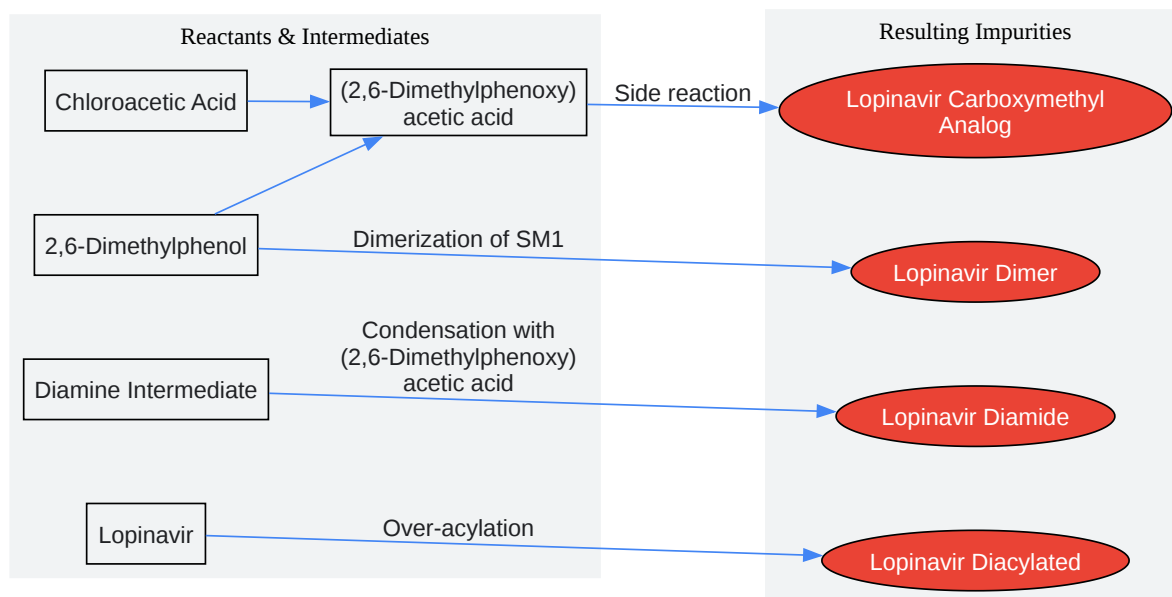 Reactants & Intermediates
Resulting Impurities
Chloroacetic Acid
(2,6-Dimethylphenoxy)
acetic acid
Side reaction
Lopinavir Carboxymethyl
Analog
2,6-Dimethylphenol
Dimerization of SM1
Lopinavir Dimer
Diamine Intermediate
Condensation with
(2,6-Dimethylphenoxy)
acetic acid
Lopinavir Diamide
Lopinavir
Over-acylation
Lopinavir Diacylated